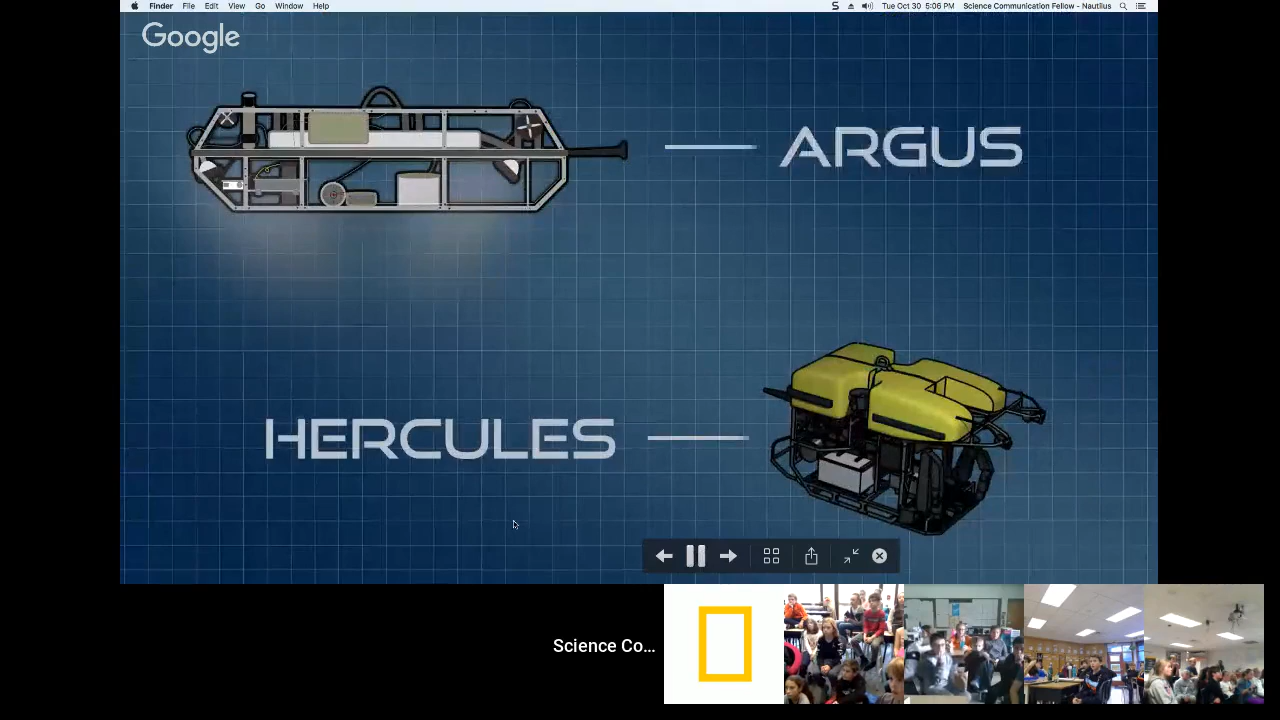 Finder File Edit View Go Window Help Tue Oct 30 5:06 PM Science Communication Fellow - Nautilus
Google
ARGUS
HERCULES
Science Co...